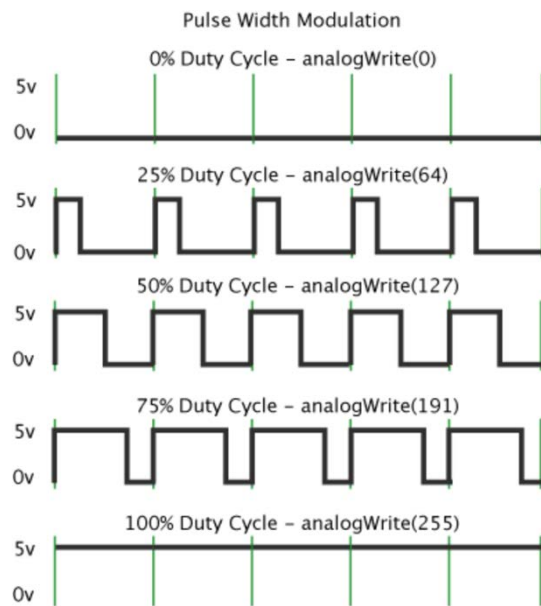 Pulse Width Modulation
0% Duty Cycle – analogWrite(0)
5v
0v
25% Duty Cycle – analogWrite(64)
5v
0v
50% Duty Cycle – analogWrite(127)
5v
0v
75% Duty Cycle – analogWrite(191)
5v
0v
100% Duty Cycle – analogWrite(255)
5v
0v